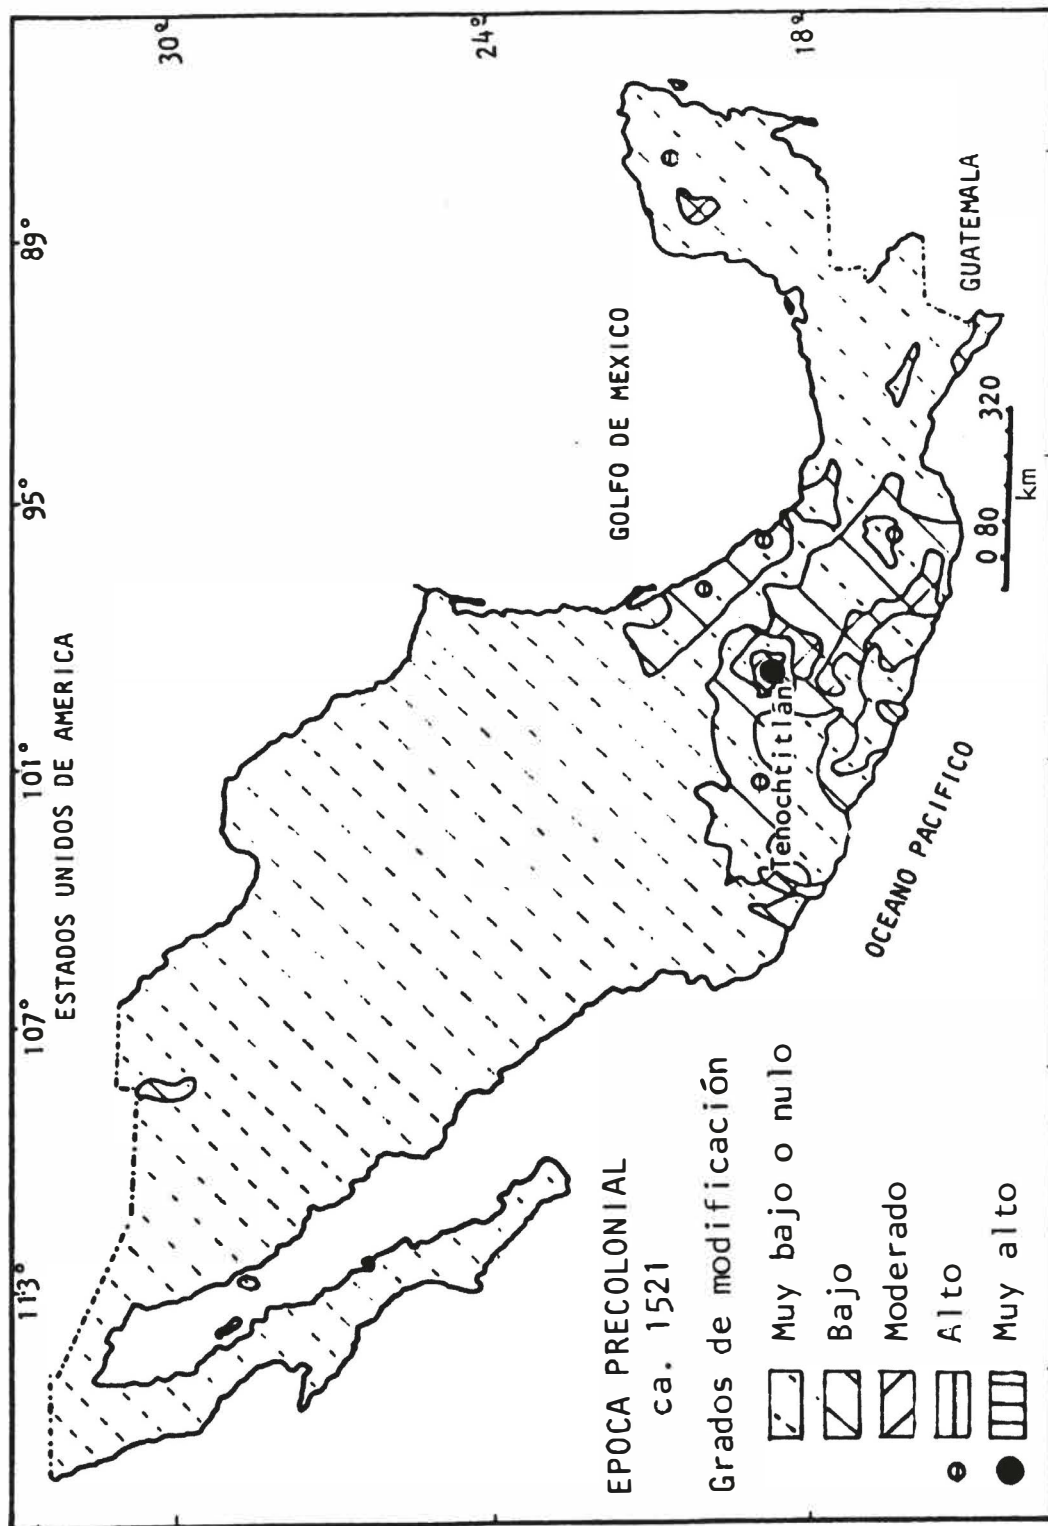 113°
107°
101°
95°
89°
ESTADOS UNIDOS DE AMERICA
30°
24°
18°
GOLFO DE MEXICO
Tenochtitlán
OCEANO PACIFICO
GUATEMALA
0 80 320
km
EPOCA PRECOLONIAL
ca. 1521
Grados de modificación
Muy bajo o nulo
Bajo
Moderado
Alto
Muy alto